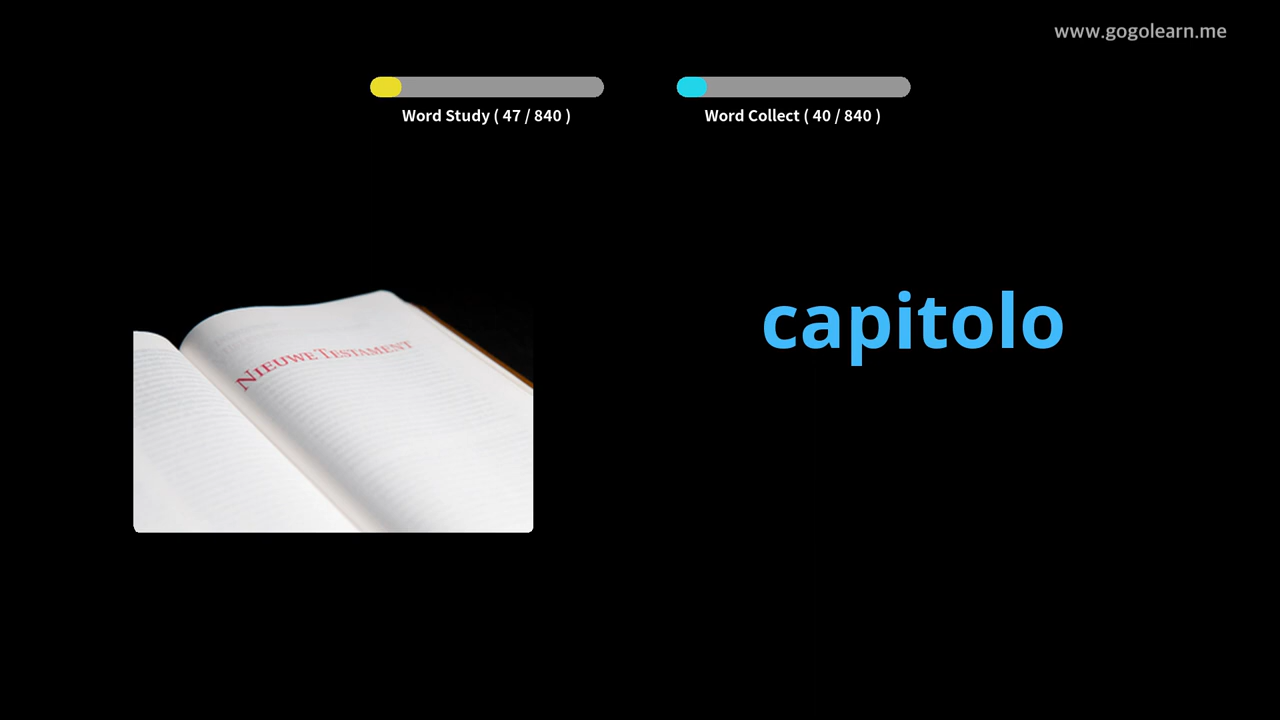 www.gogolearn.me
Word Study ( 47 / 840 )
Word Collect ( 40 / 840 )
NIEUWE TESTAMENT
capitolo